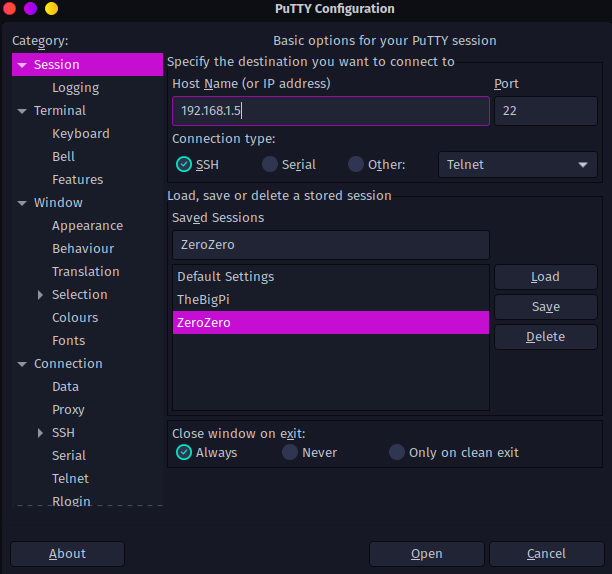 PuTTY Configuration
Category:
Session
Logging
Terminal
Keyboard
Bell
Features
Window
Appearance
Behaviour
Translation
Selection
Colours
Fonts
Connection
Data
Proxy
SSH
Serial
Telnet
Rlogin
Basic options for your PuTTY session
Specify the destination you want to connect to
Host Name (or IP address) Port
192.168.1.5 22
Connection type:
SSH Serial Other: Telnet
Load, save or delete a stored session
Saved Sessions
ZeroZero
Default Settings
TheBigPi
ZeroZero
Load
Save
Delete
Close window on exit:
Always Never Only on clean exit
About Open Cancel